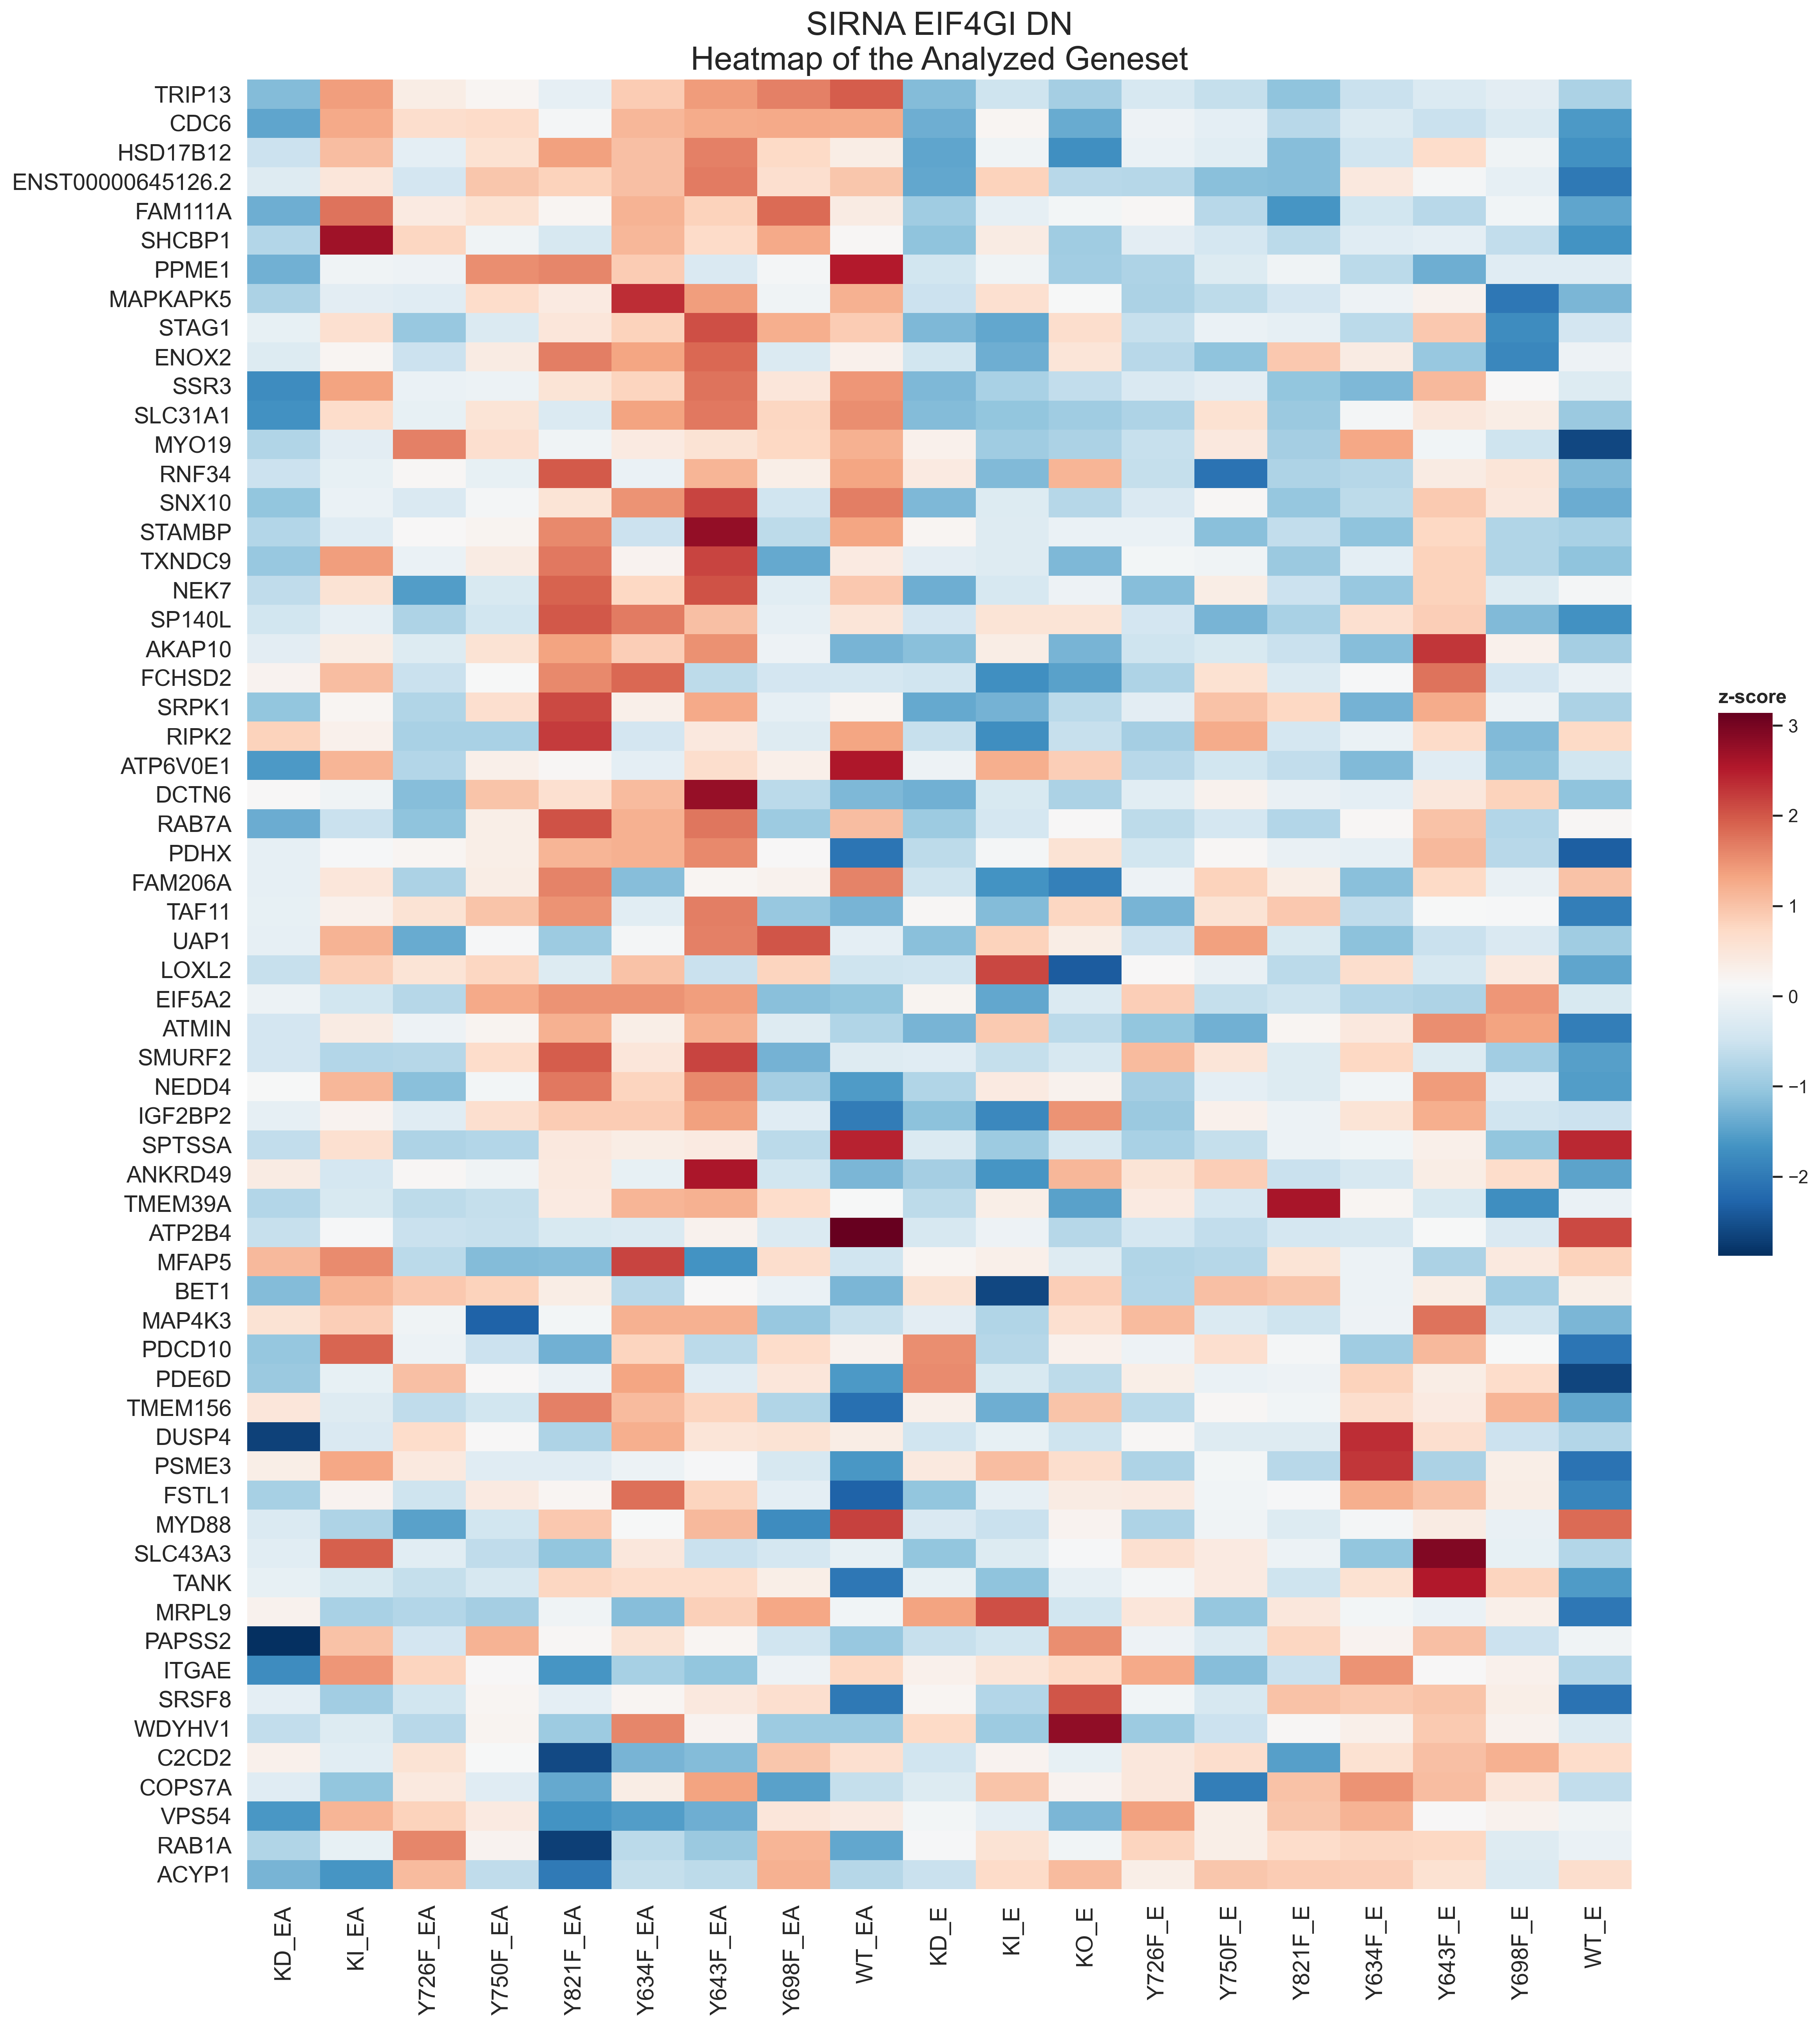 SIRNA EIF4GI DN
Heatmap of the Analyzed Geneset
TRIP13
CDC6
HSD17B12
ENST00000645126.2
FAM111A
SHCBP1
PPME1
MAPKAPK5
STAG1
ENOX2
SSR3
SLC31A1
MYO19
RNF34
SNX10
STAMBP
TXNDC9
NEK7
SP140L
AKAP10
FCHSD2
SRPK1
RIPK2
ATP6V0E1
DCTN6
RAB7A
PDHX
FAM206A
TAF11
UAP1
LOXL2
EIF5A2
ATMIN
SMURF2
NEDD4
IGF2BP2
SPTSSA
ANKRD49
TMEM39A
ATP2B4
MFAP5
BET1
MAP4K3
PDCD10
PDE6D
TMEM156
DUSP4
PSME3
FSTL1
MYD88
SLC43A3
TANK
MRPL9
PAPSS2
ITGAE
SRSF8
WDYHV1
C2CD2
COPS7A
VPS54
RAB1A
ACYP1
KD_EA
KI_EA
Y726F_EA
Y750F_EA
Y821F_EA
Y634F_EA
Y643F_EA
Y698F_EA
WT_EA
KD_E
KI_E
KO_E
Y726F_E
Y750F_E
Y821F_E
Y634F_E
Y643F_E
Y698F_E
WT_E
z-score
3
2
1
0
−1
−2